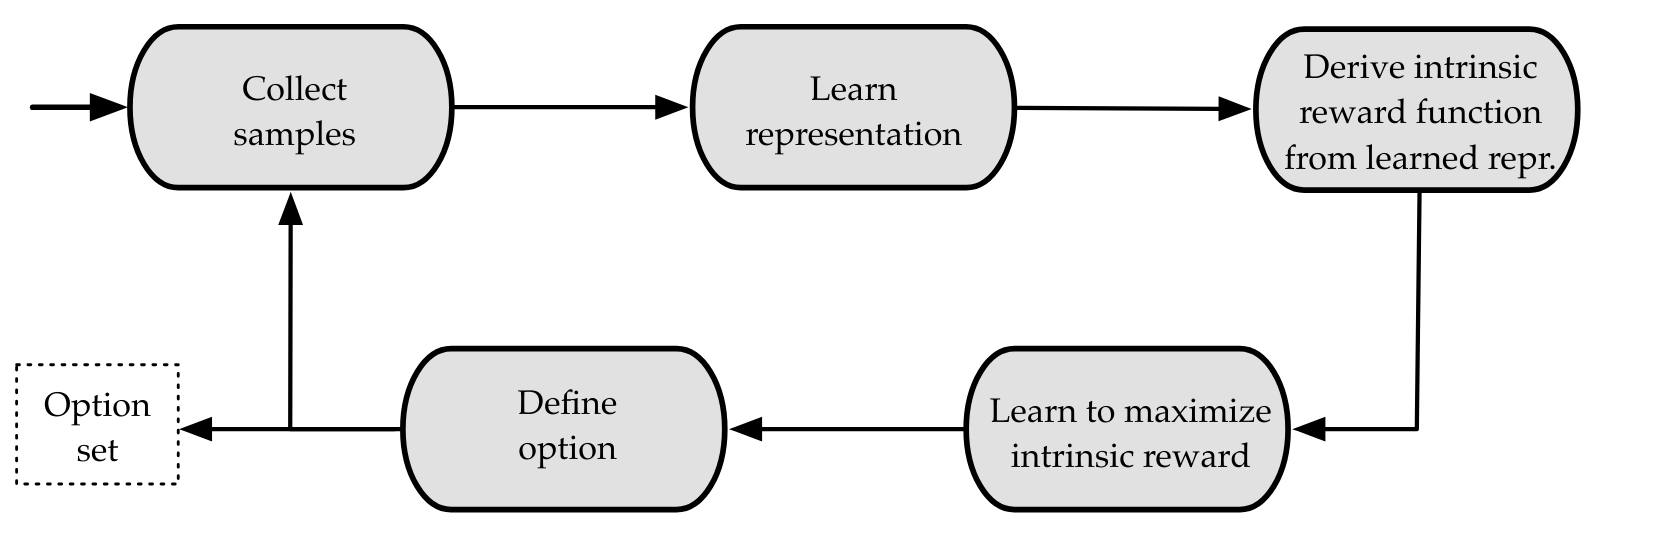 Collect
samples
Learn
representation
Derive intrinsic
reward function
from learned repr.
Option
set
Define
option
Learn to maximize
intrinsic reward